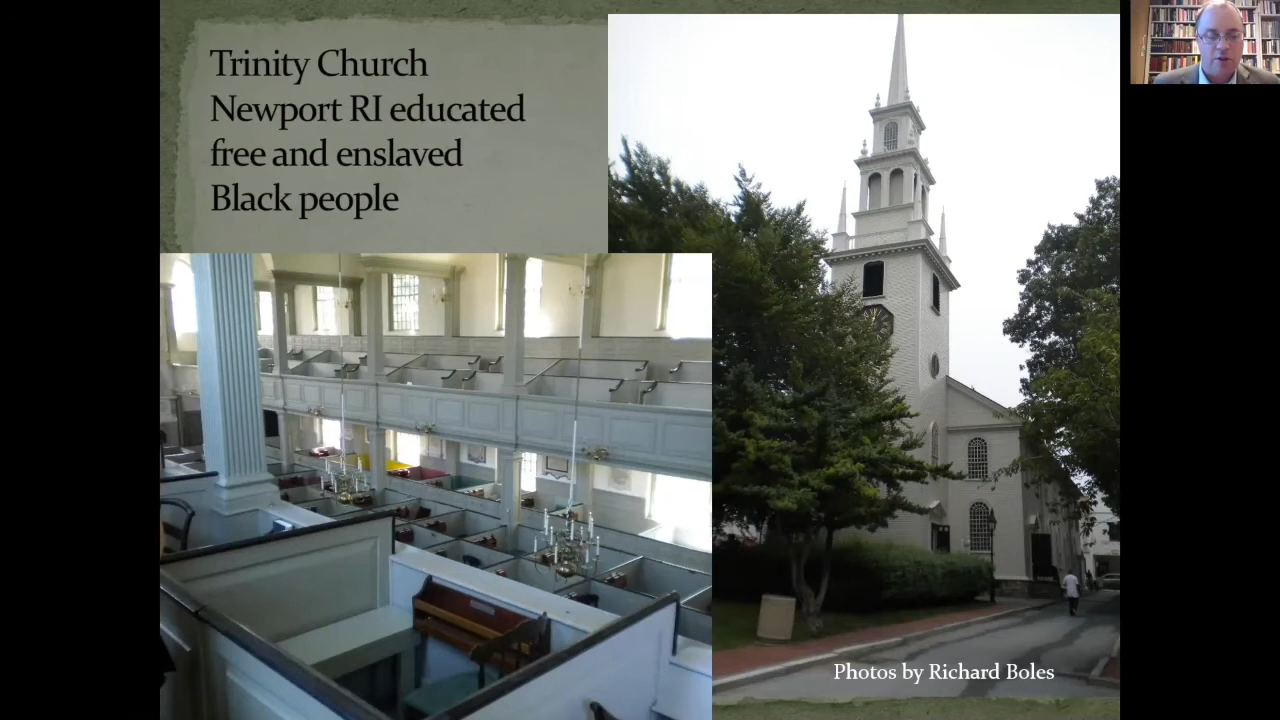 Trinity Church
Newport RI educated
free and enslaved
Black people
Photos by Richard Boles